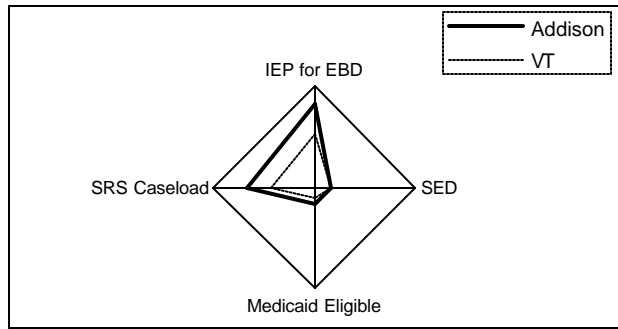 Addison
VT
IEP for EBD
SRS Caseload
SED
Medicaid Eligible